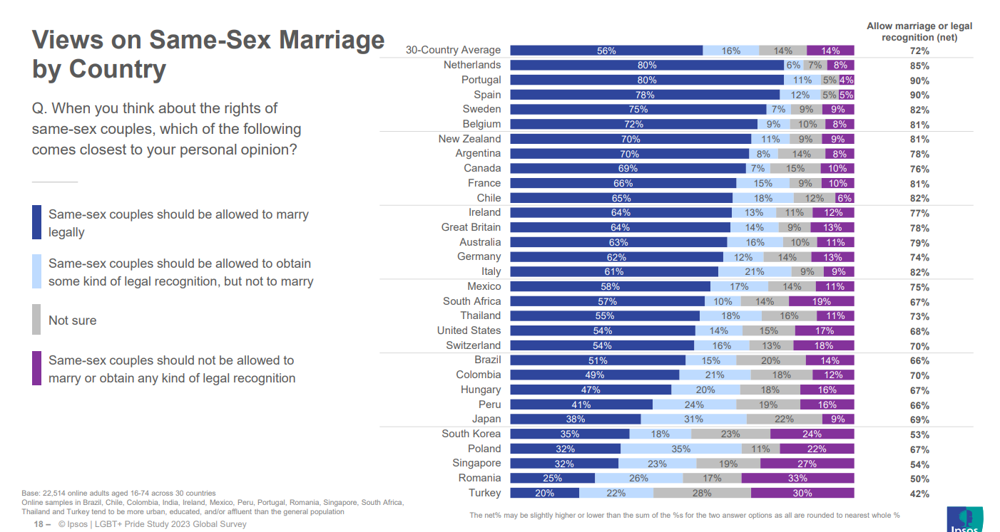 Views on Same-Sex Marriage
by Country
Q. When you think about the rights of
same-sex couples, which of the following
comes closest to your personal opinion?
Same-sex couples should be allowed to marry
legally
Same-sex couples should be allowed to obtain
some kind of legal recognition, but not to marry
Not sure
Same-sex couples should not be allowed to
marry or obtain any kind of legal recognition
Allow marriage or legal
recognition (net)
30-Country Average 56% 16% 14% 14% 72%
Netherlands 80% 6% 7% 8% 85%
Portugal 80% 11% 5% 4% 90%
Spain 78% 12% 5% 5% 90%
Sweden 75% 7% 9% 9% 82%
Belgium 72% 9% 10% 8% 81%
New Zealand 70% 11% 9% 9% 81%
Argentina 70% 8% 14% 8% 78%
Canada 69% 7% 15% 10% 76%
France 66% 15% 9% 10% 81%
Chile 65% 18% 12% 6% 82%
Ireland 64% 13% 11% 12% 77%
Great Britain 64% 14% 9% 13% 78%
Australia 63% 16% 10% 11% 79%
Germany 62% 12% 14% 13% 74%
Italy 61% 21% 9% 9% 82%
Mexico 58% 17% 14% 11% 75%
South Africa 57% 10% 14% 19% 67%
Thailand 55% 18% 16% 11% 73%
United States 54% 14% 15% 17% 68%
Switzerland 54% 16% 13% 18% 70%
Brazil 51% 15% 20% 14% 66%
Colombia 49% 21% 18% 12% 70%
Hungary 47% 20% 18% 16% 67%
Peru 41% 24% 19% 16% 66%
Japan 38% 31% 22% 9% 69%
South Korea 35% 18% 23% 24% 53%
Poland 32% 35% 11% 22% 67%
Singapore 32% 23% 19% 27% 54%
Romania 25% 26% 17% 33% 50%
Turkey 20% 22% 28% 30% 42%
Base: 22,514 online adults aged 16-74 across 30 countries
Online samples in Brazil, Chile, Colombia, India, Ireland, Mexico, Peru, Portugal, Romania, Singapore, South Africa,
Thailand and Turkey tend to be more urban, educated, and/or affluent than the general population
The net% may be slightly higher or lower than the sum of the %s for the two answer options as all are rounded to nearest whole %
18 – © Ipsos | LGBT+ Pride Study 2023 Global Survey
Ipsos